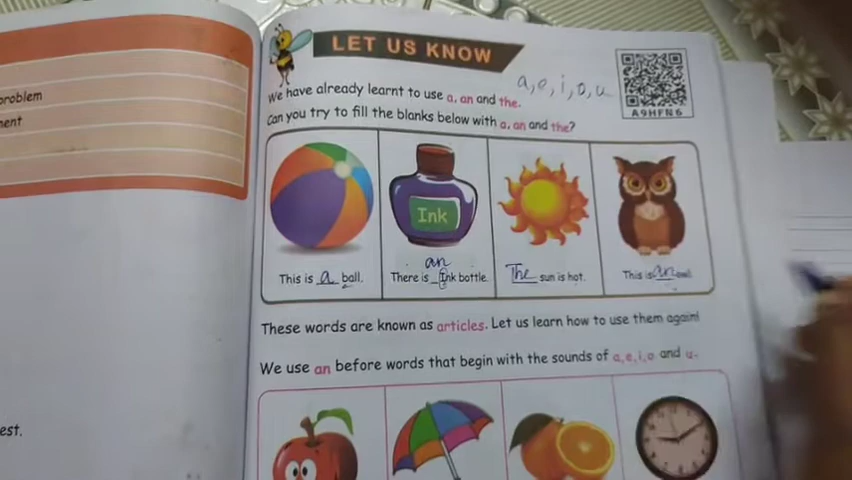 LET US KNOW
a, e, i, o, u
We have already learnt to use a, an and the.
Can you try to fill the blanks below with a, an and the?
A9HFN6
problem
ment
Ink
an
This is a ball.
There is _Ink bottle.
The sun is hot.
This is an owl.
These words are known as articles. Let us learn how to use them again!
We use an before words that begin with the sounds of a, e, i, o and u.
est.